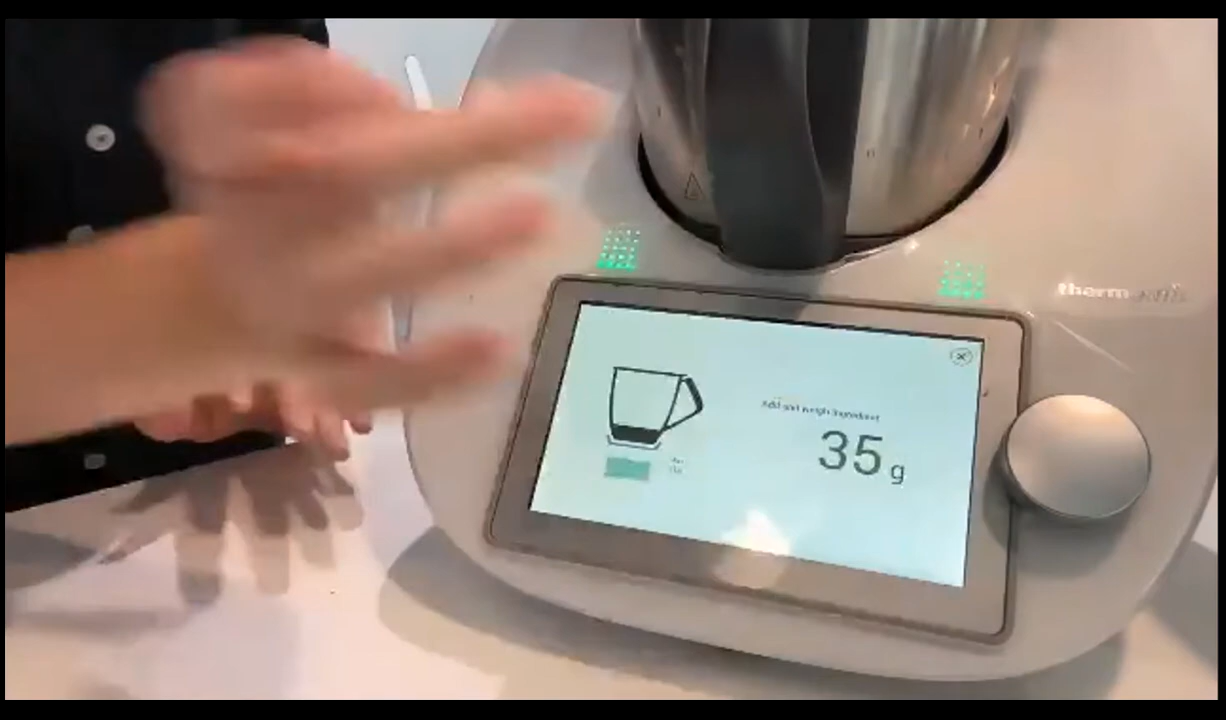 thermomix
Add and weigh ingredient
35 g